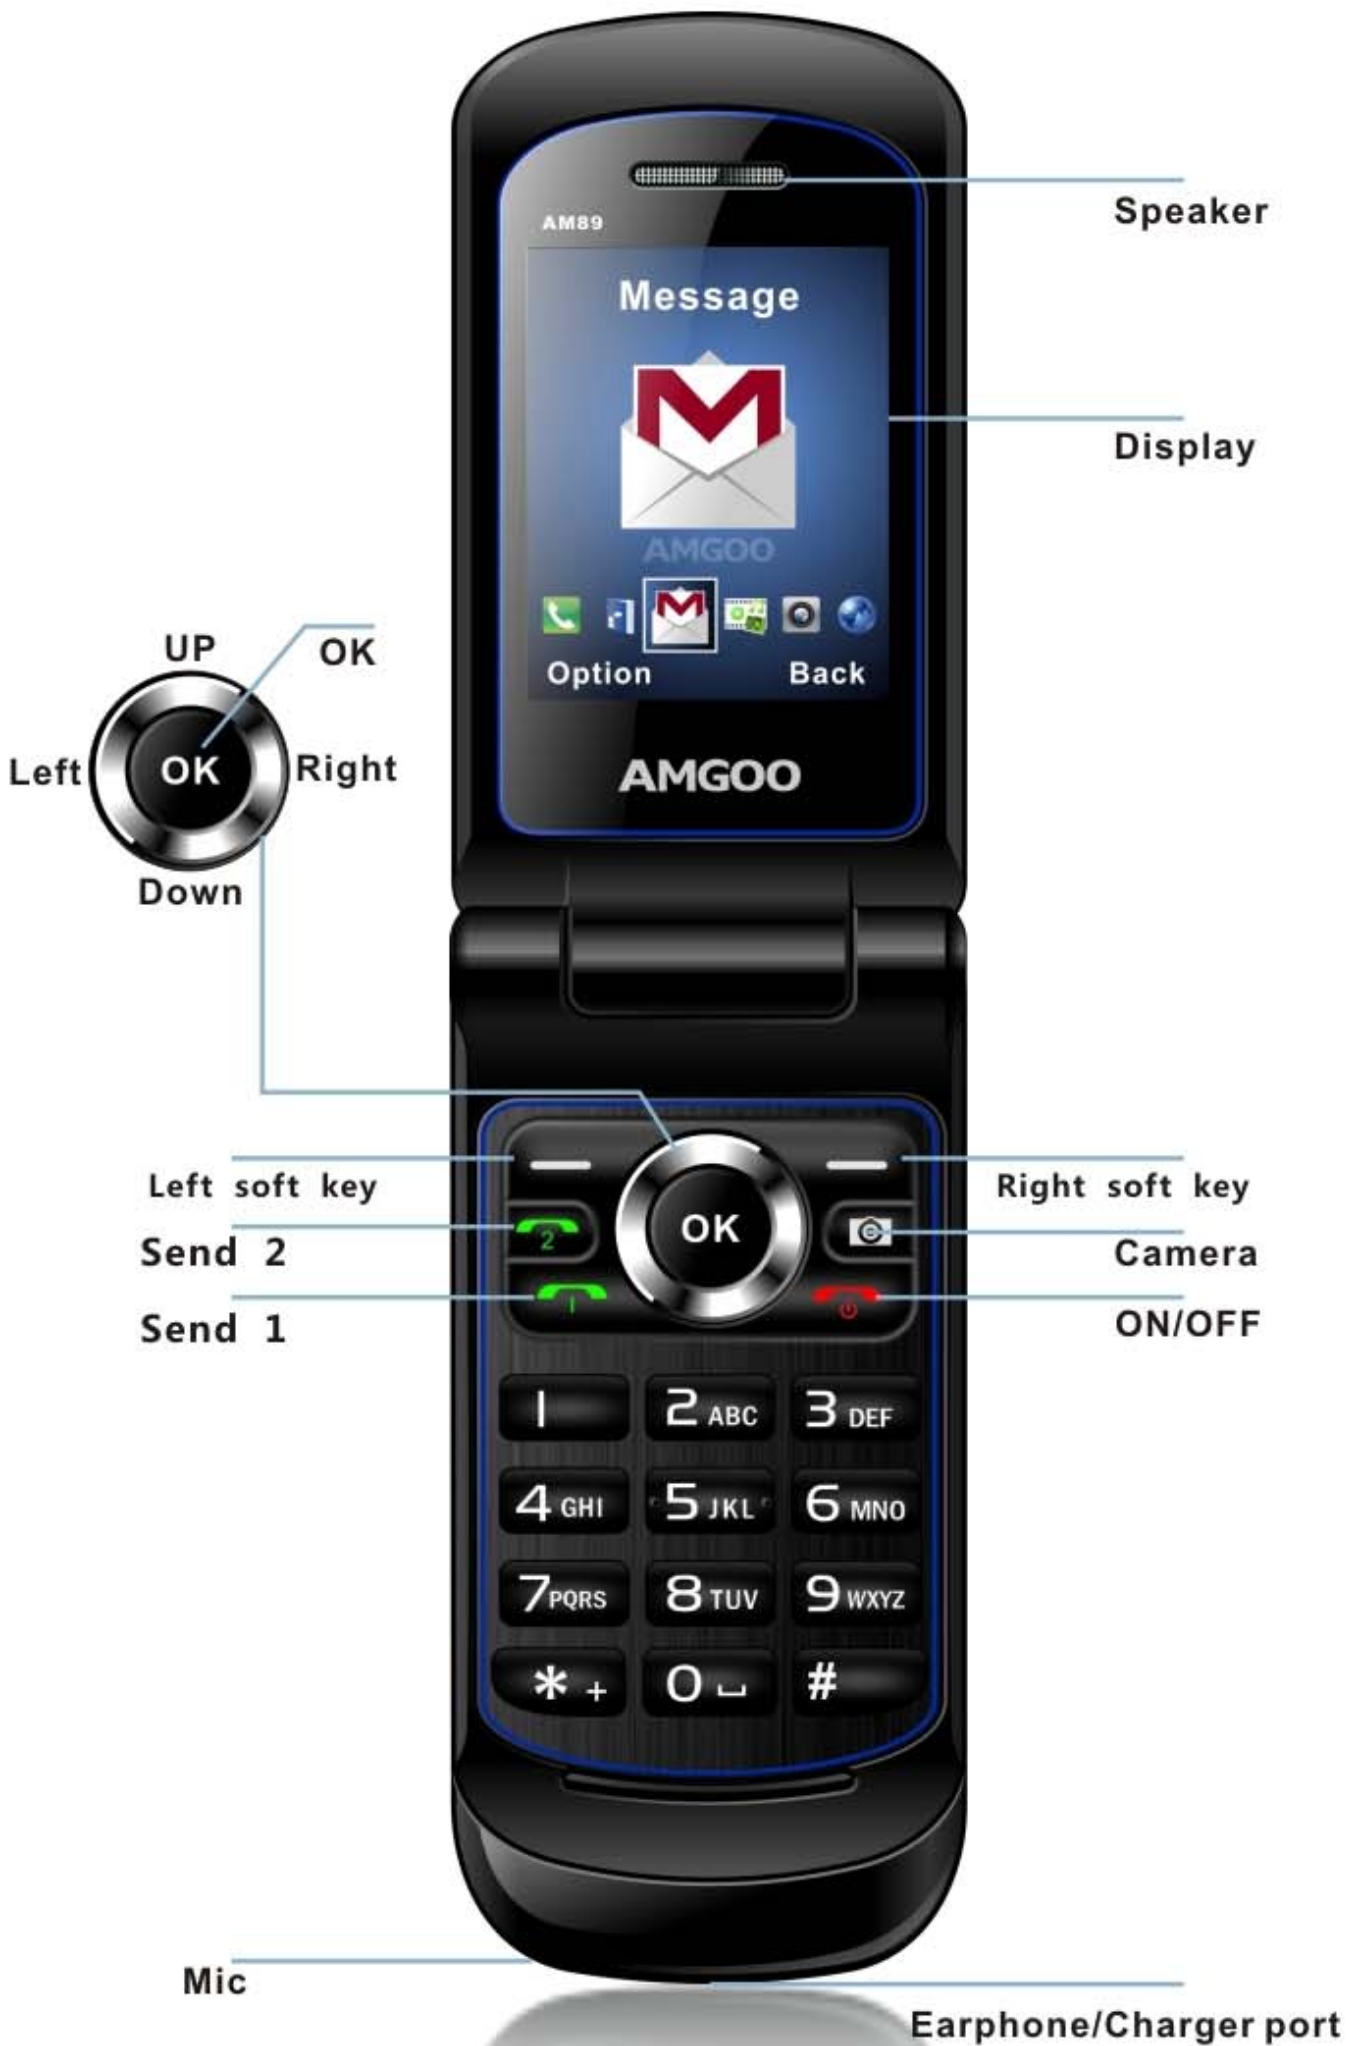 Speaker
AM89
Message
AMGOO
Display
Option Back
AMGOO
UP
OK
Left OK Right
Down
Left soft key
Right soft key
OK
2
Send 2
Camera
1
Send 1
ON/OFF
1 2 ABC 3 DEF
4 GHI 5 JKL 6 MNO
7 PQRS 8 TUV 9 WXYZ
* + 0 ⎵ #
Mic
Earphone/Charger port